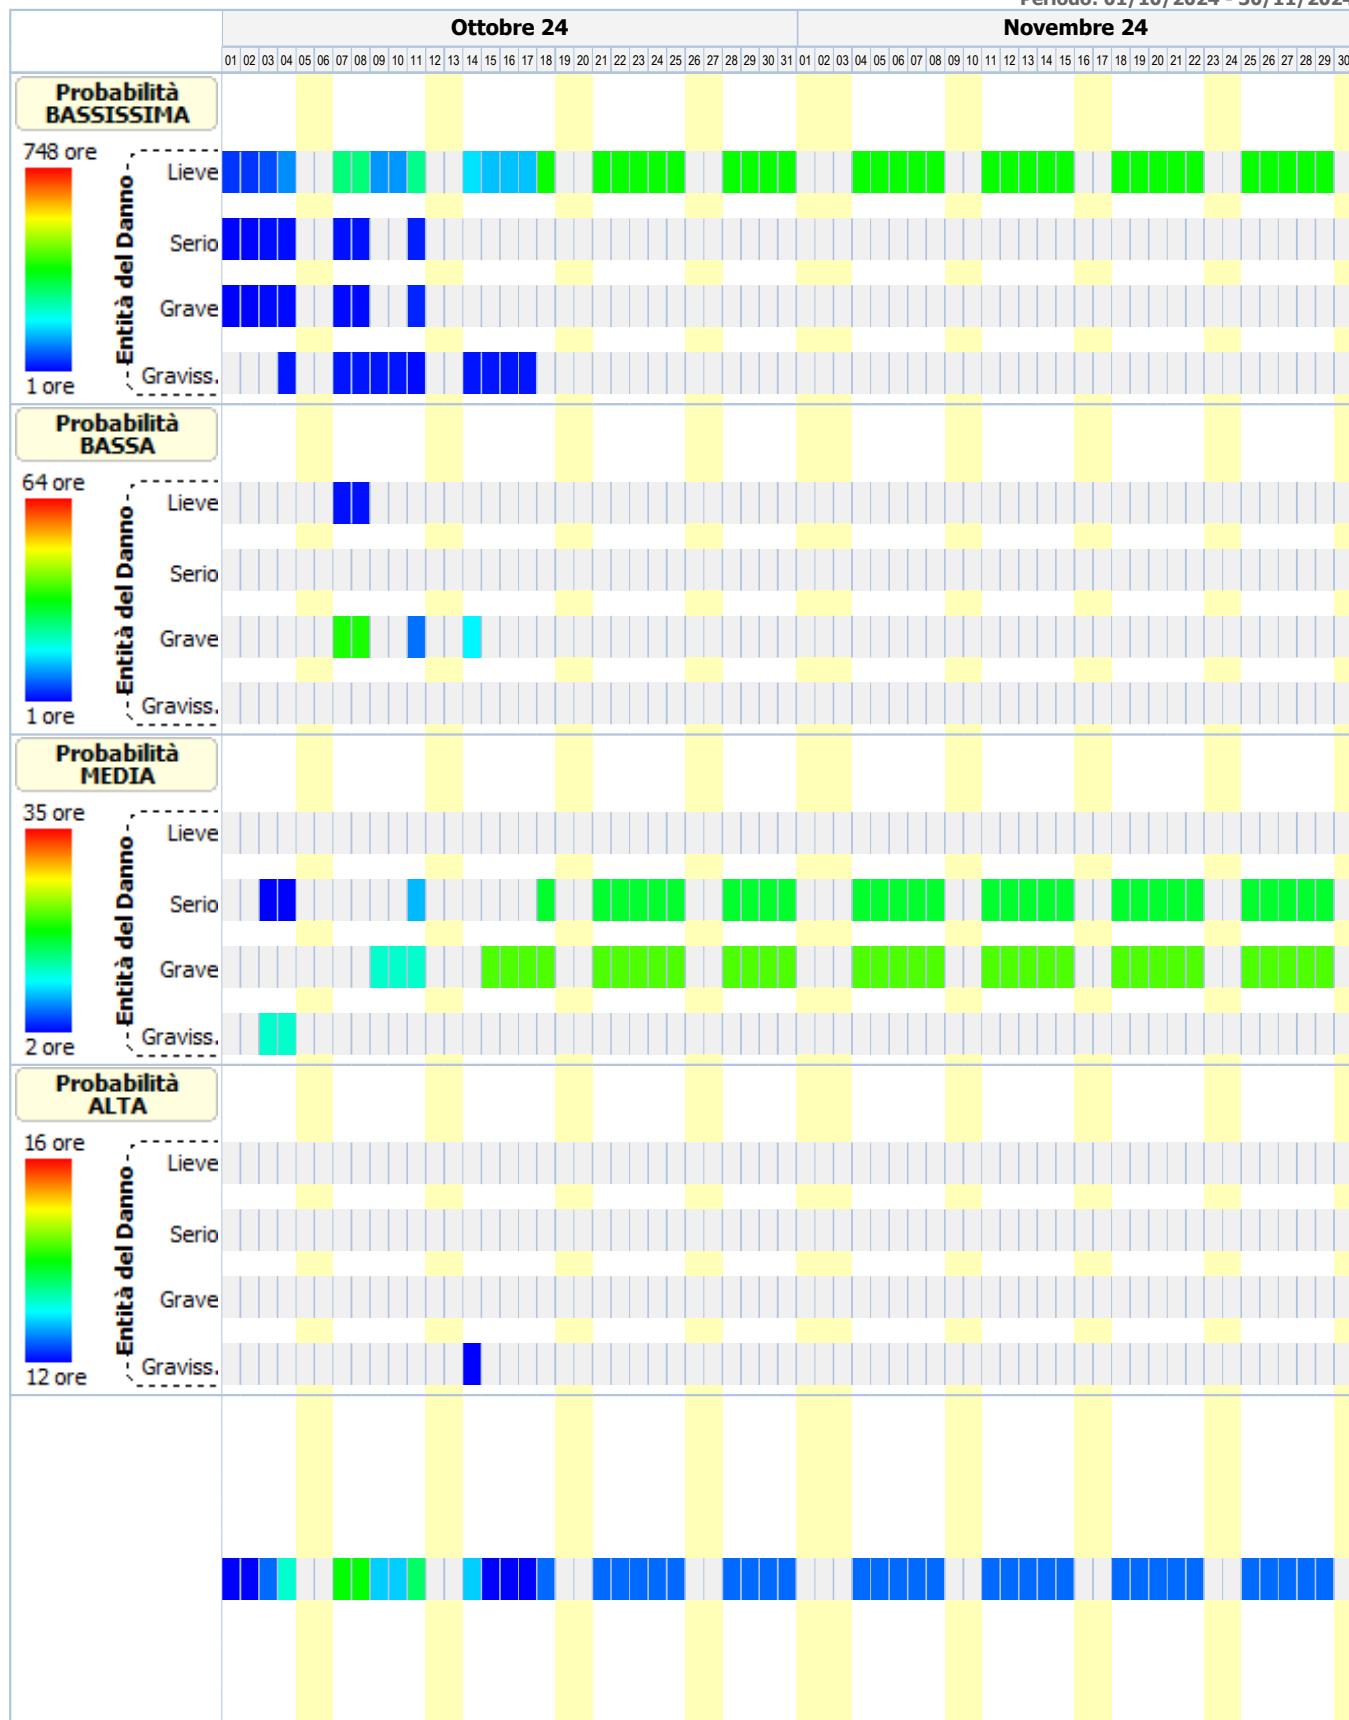 Periodo: 01/10/2024 - 30/11/2024
Ottobre 24 Novembre 24
01 02 03 04 05 06 07 08 09 10 11 12 13 14 15 16 17 18 19 20 21 22 23 24 25 26 27 28 29 30 31 01 02 03 04 05 06 07 08 09 10 11 12 13 14 15 16 17 18 19 20 21 22 23 24 25 26 27 28 29 30
Probabilità
BASSISSIMA
748 ore
Entità del Danno
Lieve
Serio
Grave
Graviss.
1 ore
Probabilità
BASSA
64 ore
Entità del Danno
Lieve
Serio
Grave
Graviss.
1 ore
Probabilità
MEDIA
35 ore
Entità del Danno
Lieve
Serio
Grave
Graviss.
2 ore
Probabilità
ALTA
16 ore
Entità del Danno
Lieve
Serio
Grave
Graviss.
12 ore